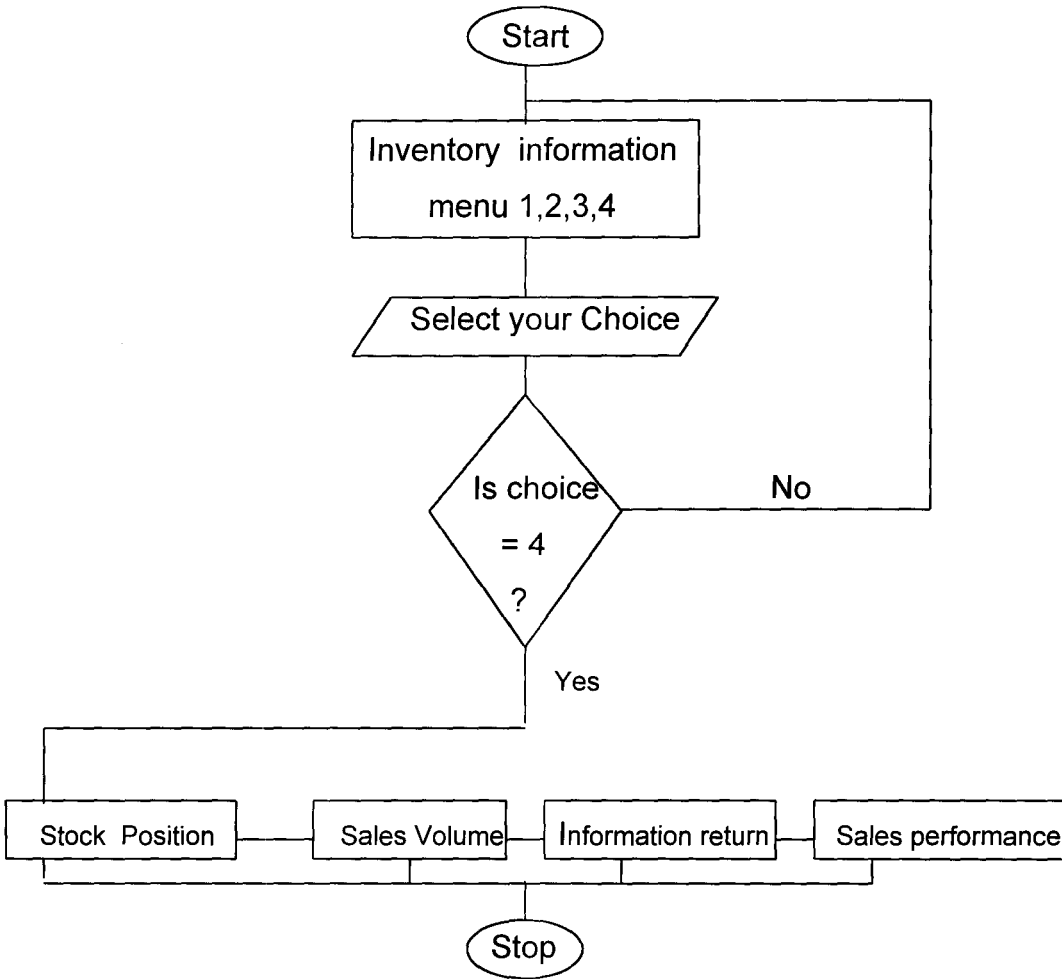 Start
Inventory information
menu 1,2,3,4
Select your Choice
Is choice
= 4
?
No
Yes
Stock Position
Sales Volume
Information return
Sales performance
Stop